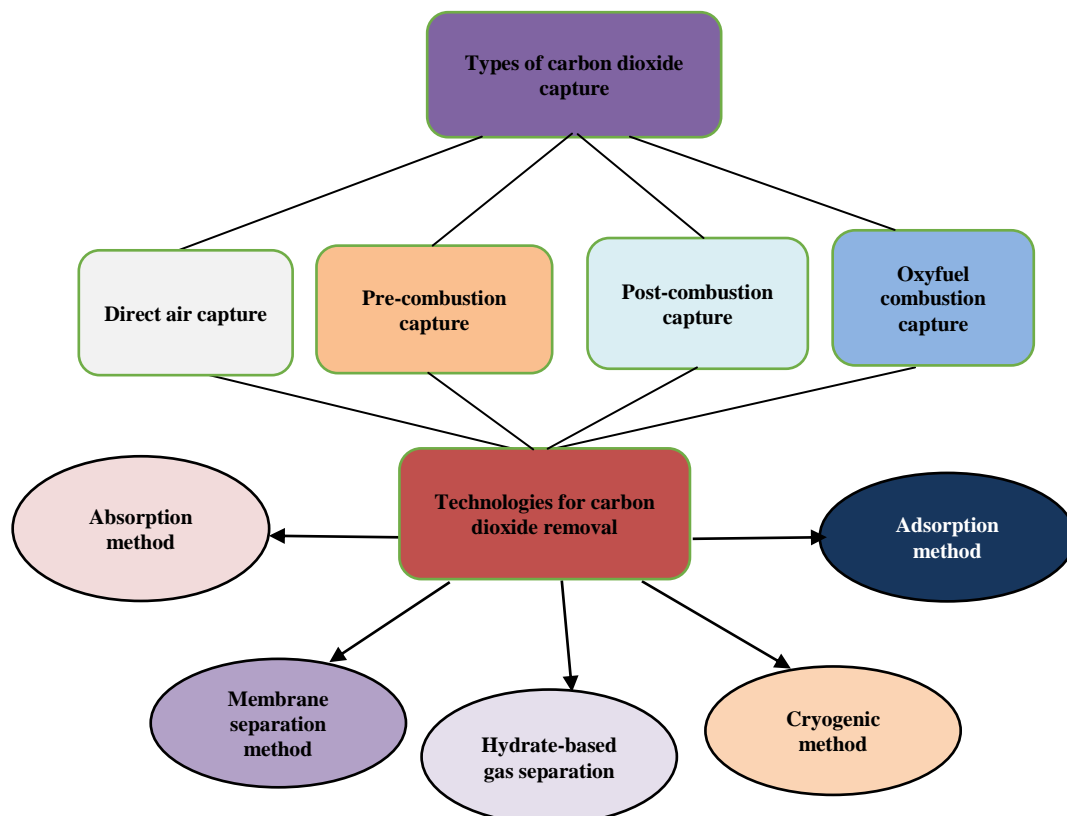 Types of carbon dioxide
capture
Direct air capture
Pre-combustion
capture
Post-combustion
capture
Oxyfuel
combustion
capture
Technologies for carbon
dioxide removal
Absorption
method
Adsorption
method
Membrane
separation
method
Hydrate-based
gas separation
Cryogenic
method